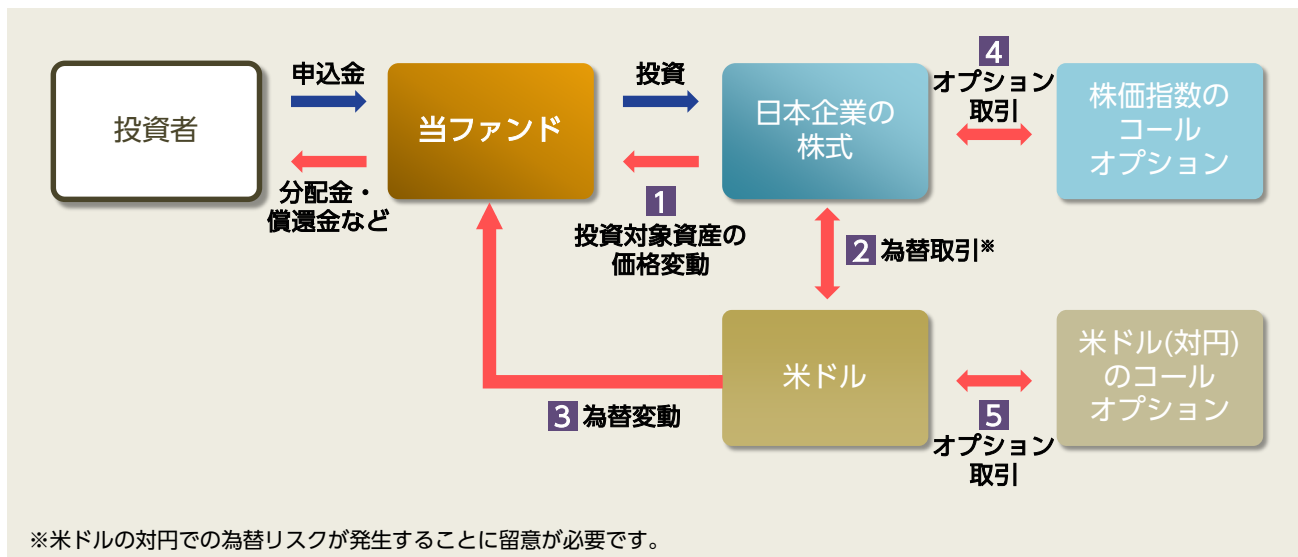 投資者
申込金
分配金・
償還金など
当ファンド
投資
1
投資対象資産の
価格変動
日本企業の
株式
4
オプション
取引
株価指数の
コール
オプション
2 為替取引※
米ドル
3 為替変動
5
オプション
取引
米ドル(対円)
のコール
オプション
※米ドルの対円での為替リスクが発生することに留意が必要です。